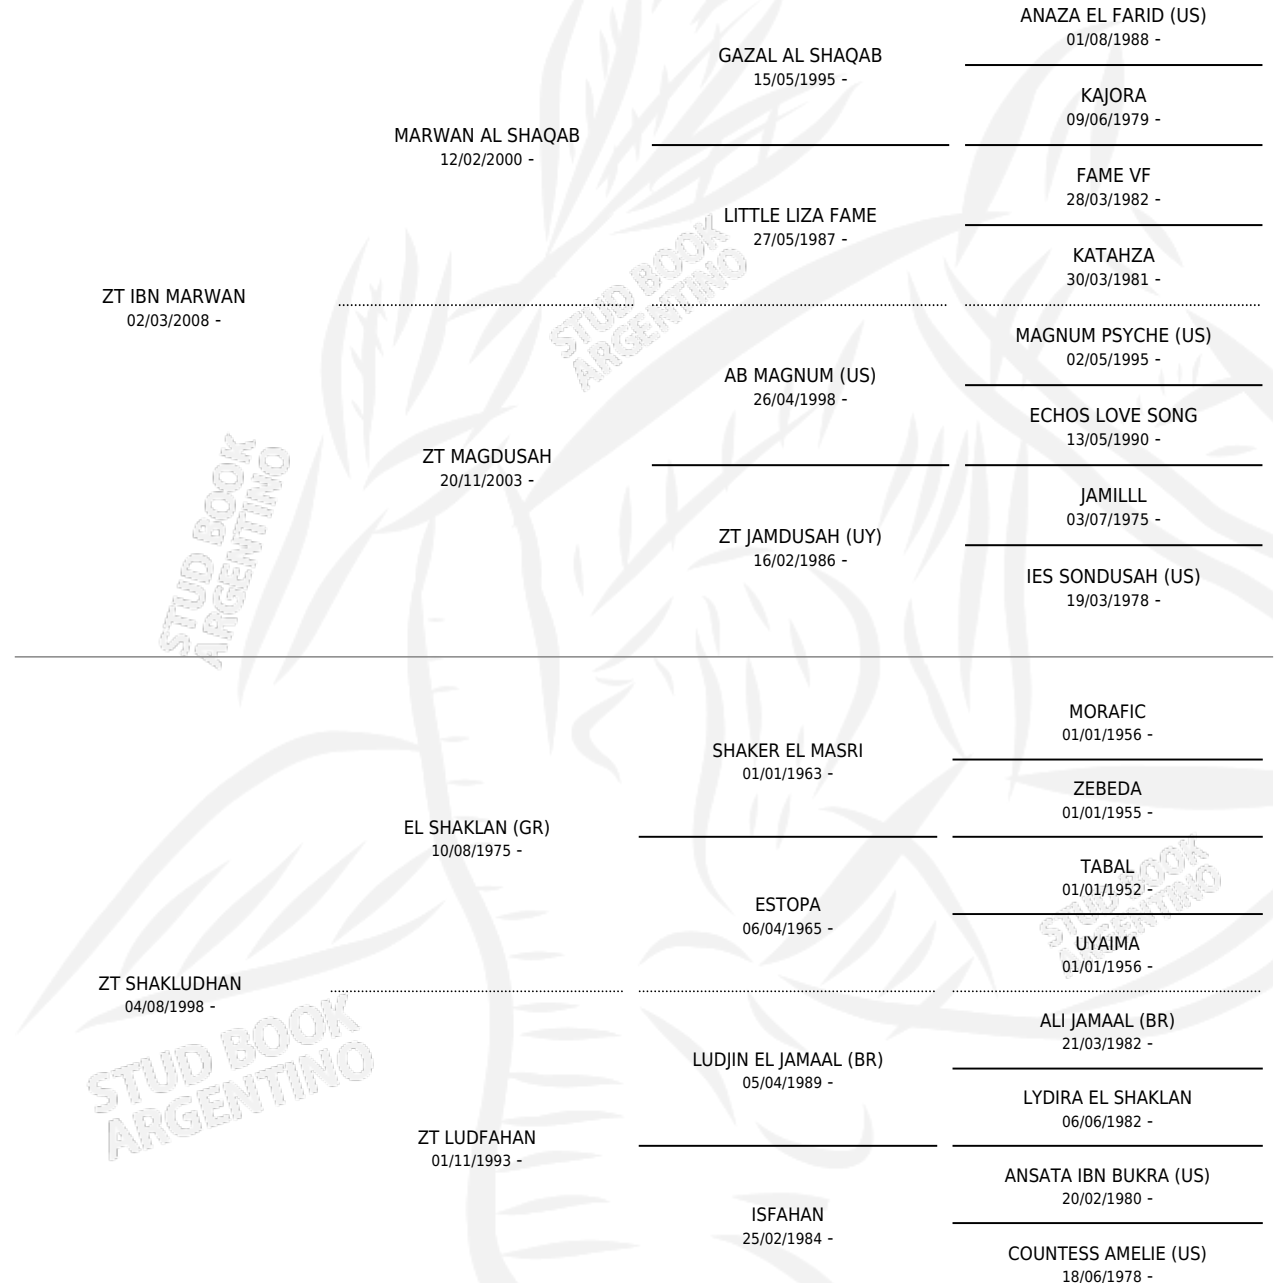 ANAZA EL FARID (US)
01/08/1988 -
GAZAL AL SHAQAB
15/05/1995 -
KAJORA
09/06/1979 -
MARWAN AL SHAQAB
12/02/2000 -
FAME VF
28/03/1982 -
LITTLE LIZA FAME
27/05/1987 -
KATAHZA
30/03/1981 -
ZT IBN MARWAN
02/03/2008 -
STUD BOOK
ARGENTINO
MAGNUM PSYCHE (US)
02/05/1995 -
AB MAGNUM (US)
26/04/1998 -
ECHOS LOVE SONG
13/05/1990 -
ZT MAGDUSAH
20/11/2003 -
JAMILLL
03/07/1975 -
ZT JAMDUSAH (UY)
16/02/1986 -
IES SONDUSAH (US)
19/03/1978 -
STUD BOOK
ARGENTINO
MORAFIC
01/01/1956 -
SHAKER EL MASRI
01/01/1963 -
ZEBEDA
01/01/1955 -
EL SHAKLAN (GR)
10/08/1975 -
TABAL
01/01/1952 -
ESTOPA
06/04/1965 -
UYAIMA
01/01/1956 -
STUD BOOK
ARGENTINO
ZT SHAKLUDHAN
04/08/1998 -
ALI JAMAAL (BR)
21/03/1982 -
LUDJIN EL JAMAAL (BR)
05/04/1989 -
LYDIRA EL SHAKLAN
06/06/1982 -
STUD BOOK
ARGENTINO
ZT LUDFAHAN
01/11/1993 -
ANSATA IBN BUKRA (US)
20/02/1980 -
ISFAHAN
25/02/1984 -
COUNTESS AMELIE (US)
18/06/1978 -